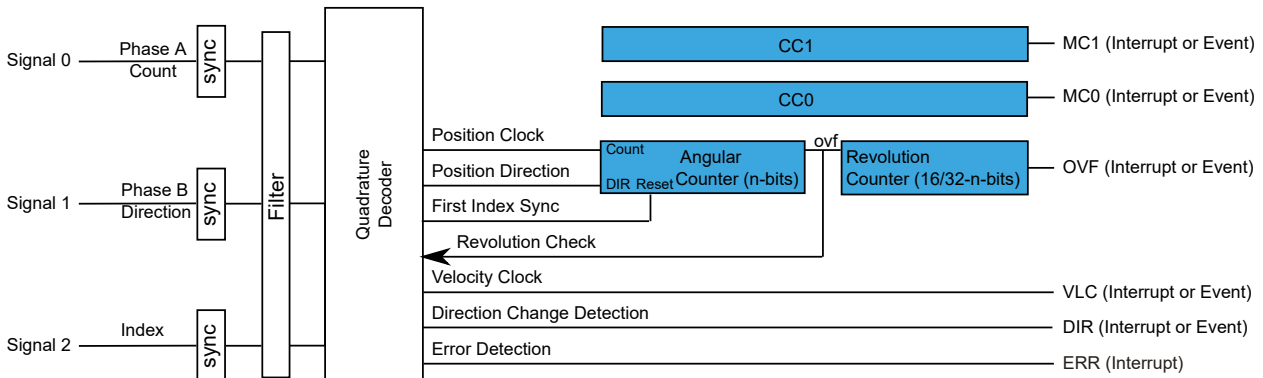 Signal 0
Phase A
Count
sync
Signal 1
Phase B
Direction
sync
Signal 2
Index
sync
Filter
Quadrature
Decoder
CC1
MC1 (Interrupt or Event)
CC0
MC0 (Interrupt or Event)
Position Clock
Position Direction
First Index Sync
Revolution Check
Velocity Clock
Direction Change Detection
Error Detection
Count
DIR Reset
Angular
Counter (n-bits)
ovf
Revolution
Counter (16/32-n-bits)
OVF (Interrupt or Event)
VLC (Interrupt or Event)
DIR (Interrupt or Event)
ERR (Interrupt)